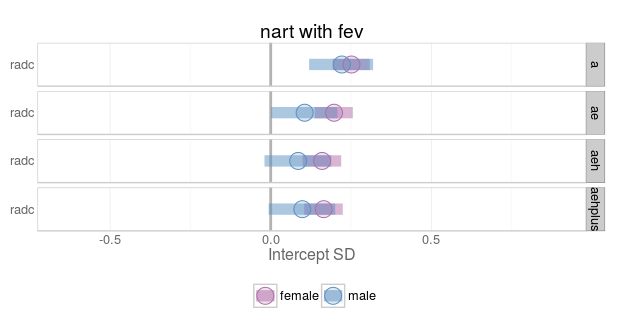 nart with fev
radc
a
radc
ae
radc
aeh
radc
aehplus
-0.5 0.0 0.5
Intercept SD
female male